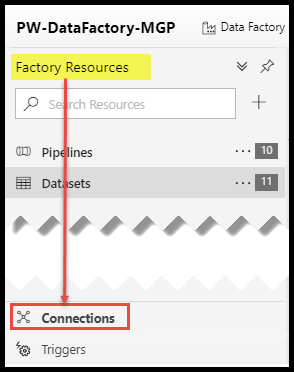 PW-DataFactory-MGP Data Factory
Factory Resources
Search Resources
Pipelines 10
Datasets 11
Connections
Triggers